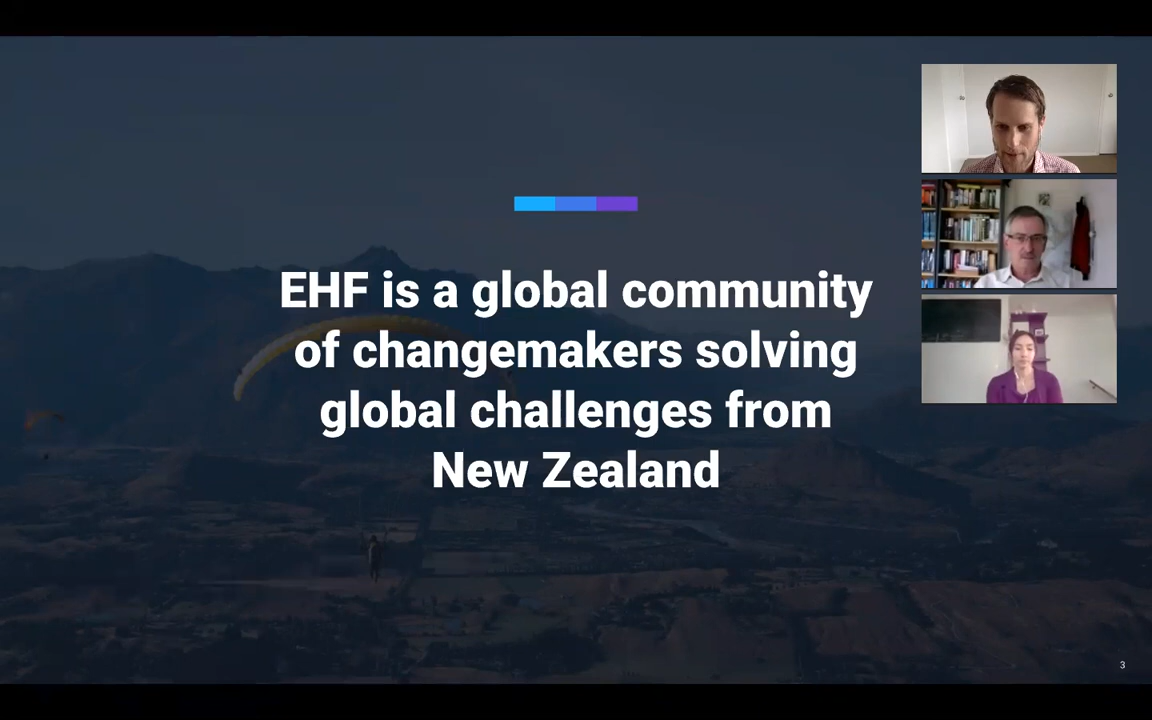 EHF is a global community
of changemakers solving
global challenges from
New Zealand
3